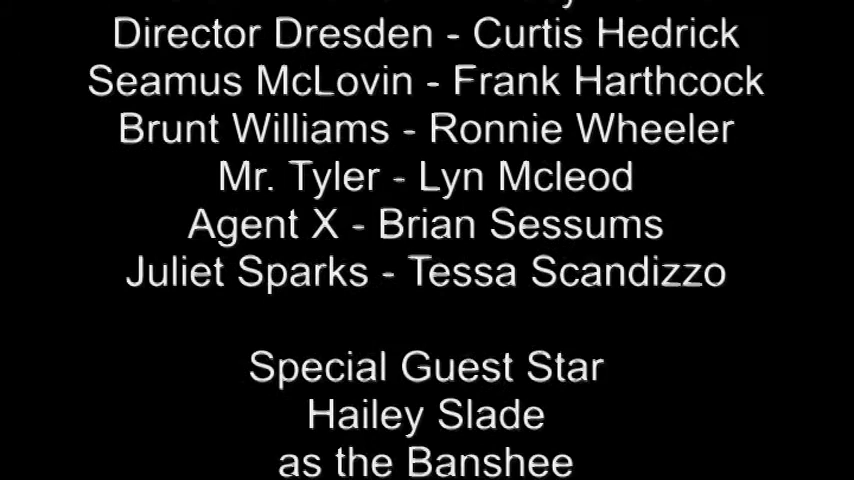 Director Dresden - Curtis Hedrick
Seamus McLovin - Frank Harthcock
Brunt Williams - Ronnie Wheeler
Mr. Tyler - Lyn Mcleod
Agent X - Brian Sessums
Juliet Sparks - Tessa Scandizzo
Special Guest Star
Hailey Slade
as the Banshee